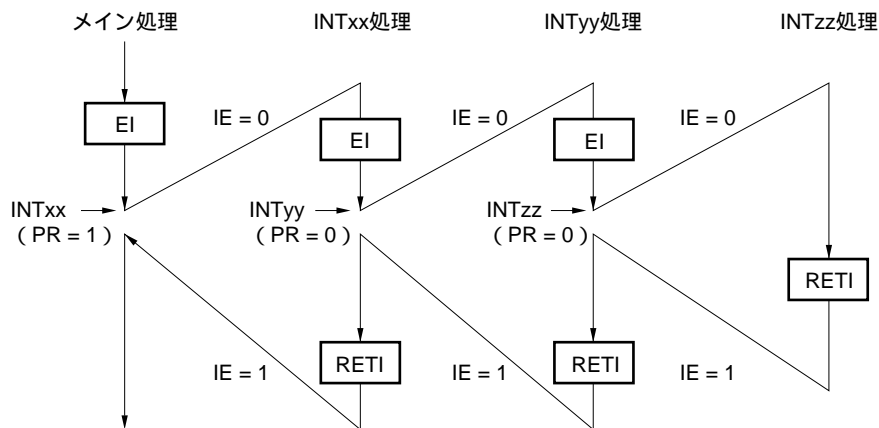 メイン処理 INTxx処理 INTyy処理 INTzz処理
EI IE = 0 EI IE = 0 EI IE = 0
INTxx INTyy INTzz
(PR = 1) (PR = 0) (PR = 0)
RETI
IE = 1 RETI IE = 1 RETI IE = 1